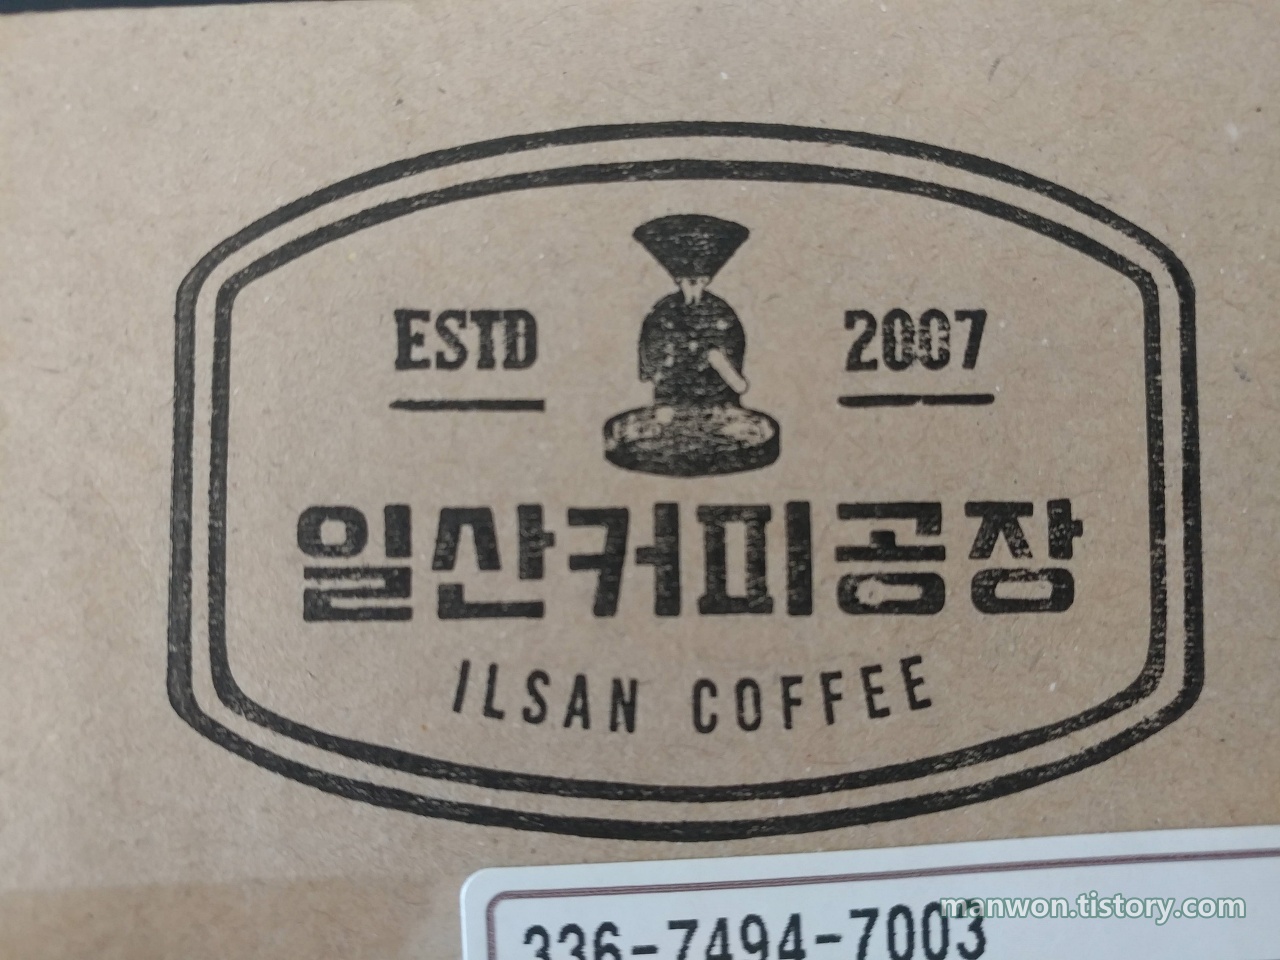 ESTD 2007
일산커피공장
ILSAN COFFEE
336-7494-7003
manwon.tistory.com